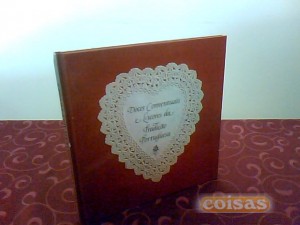 Doces Conventuais
e Licores da
Tradição
Portuguesa
coisas